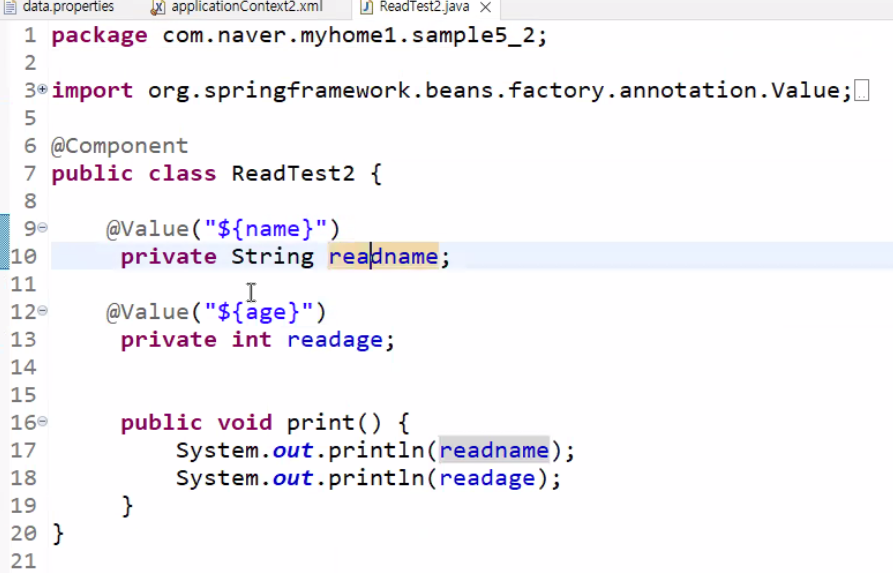 data.properties applicationContext2.xml ReadTest2.java
1 package com.naver.myhome1.sample5_2;
2
3 import org.springframework.beans.factory.annotation.Value;
5
6 @Component
7 public class ReadTest2 {
8
9 @Value("${name}")
10 private String readname;
11
12 @Value("${age}")
13 private int readage;
14
15
16 public void print() {
17 System.out.println(readname);
18 System.out.println(readage);
19 }
20 }
21